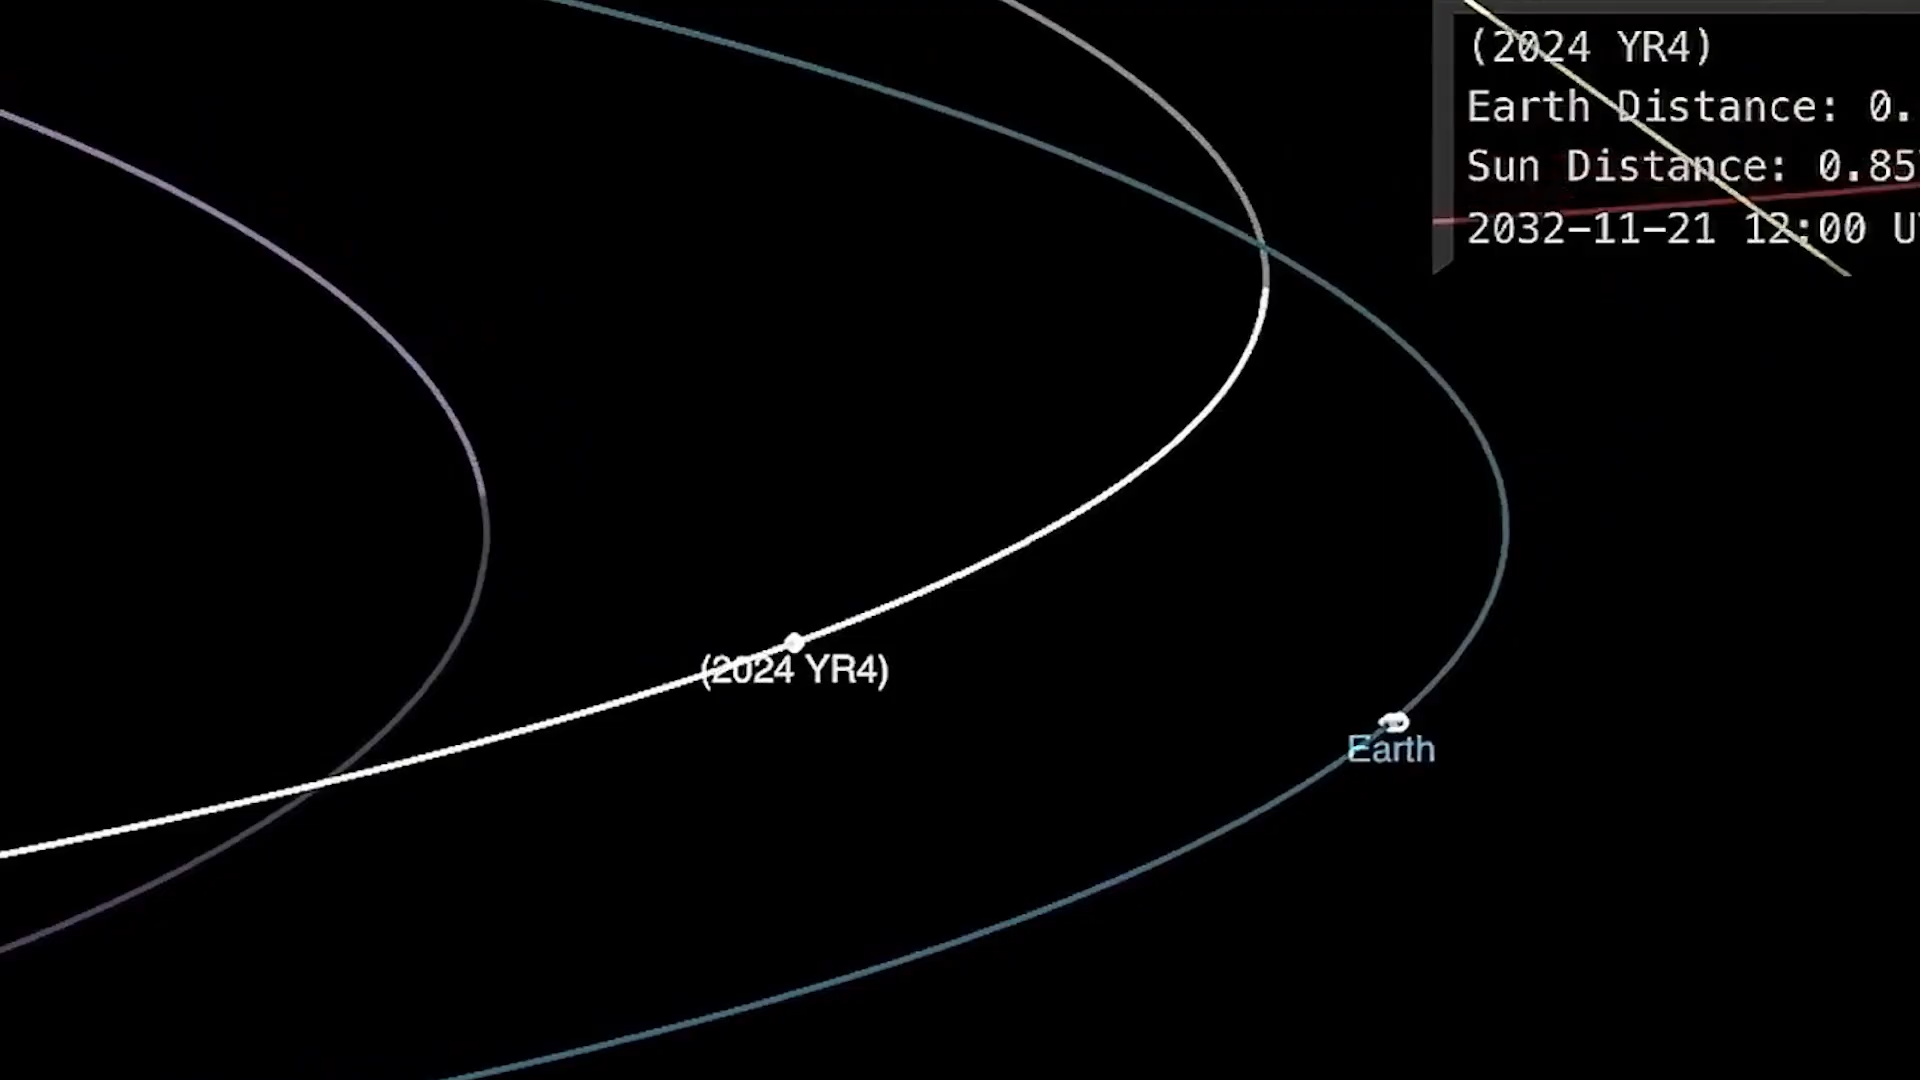 (2024 YR4)
Earth Distance: 0.
Sun Distance: 0.85
2032-11-21 12:00 U
(2024 YR4)
Earth